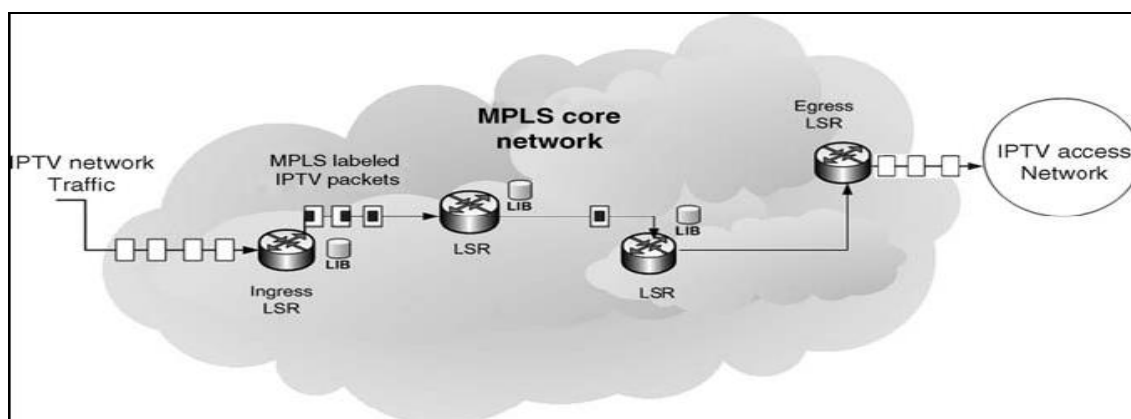 MPLS core
network
Egress
LSR
IPTV network
Traffic
MPLS labeled
IPTV packets
IPTV access
Network
LIB
LSR
LIB
LIB
Ingress
LSR
LSR